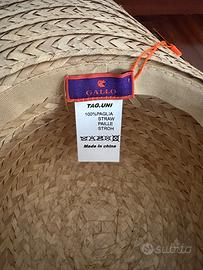 GALLO
TAG.UNI
100%PAGLIA
STRAW
PAILLE
STROH
Made in china
subito